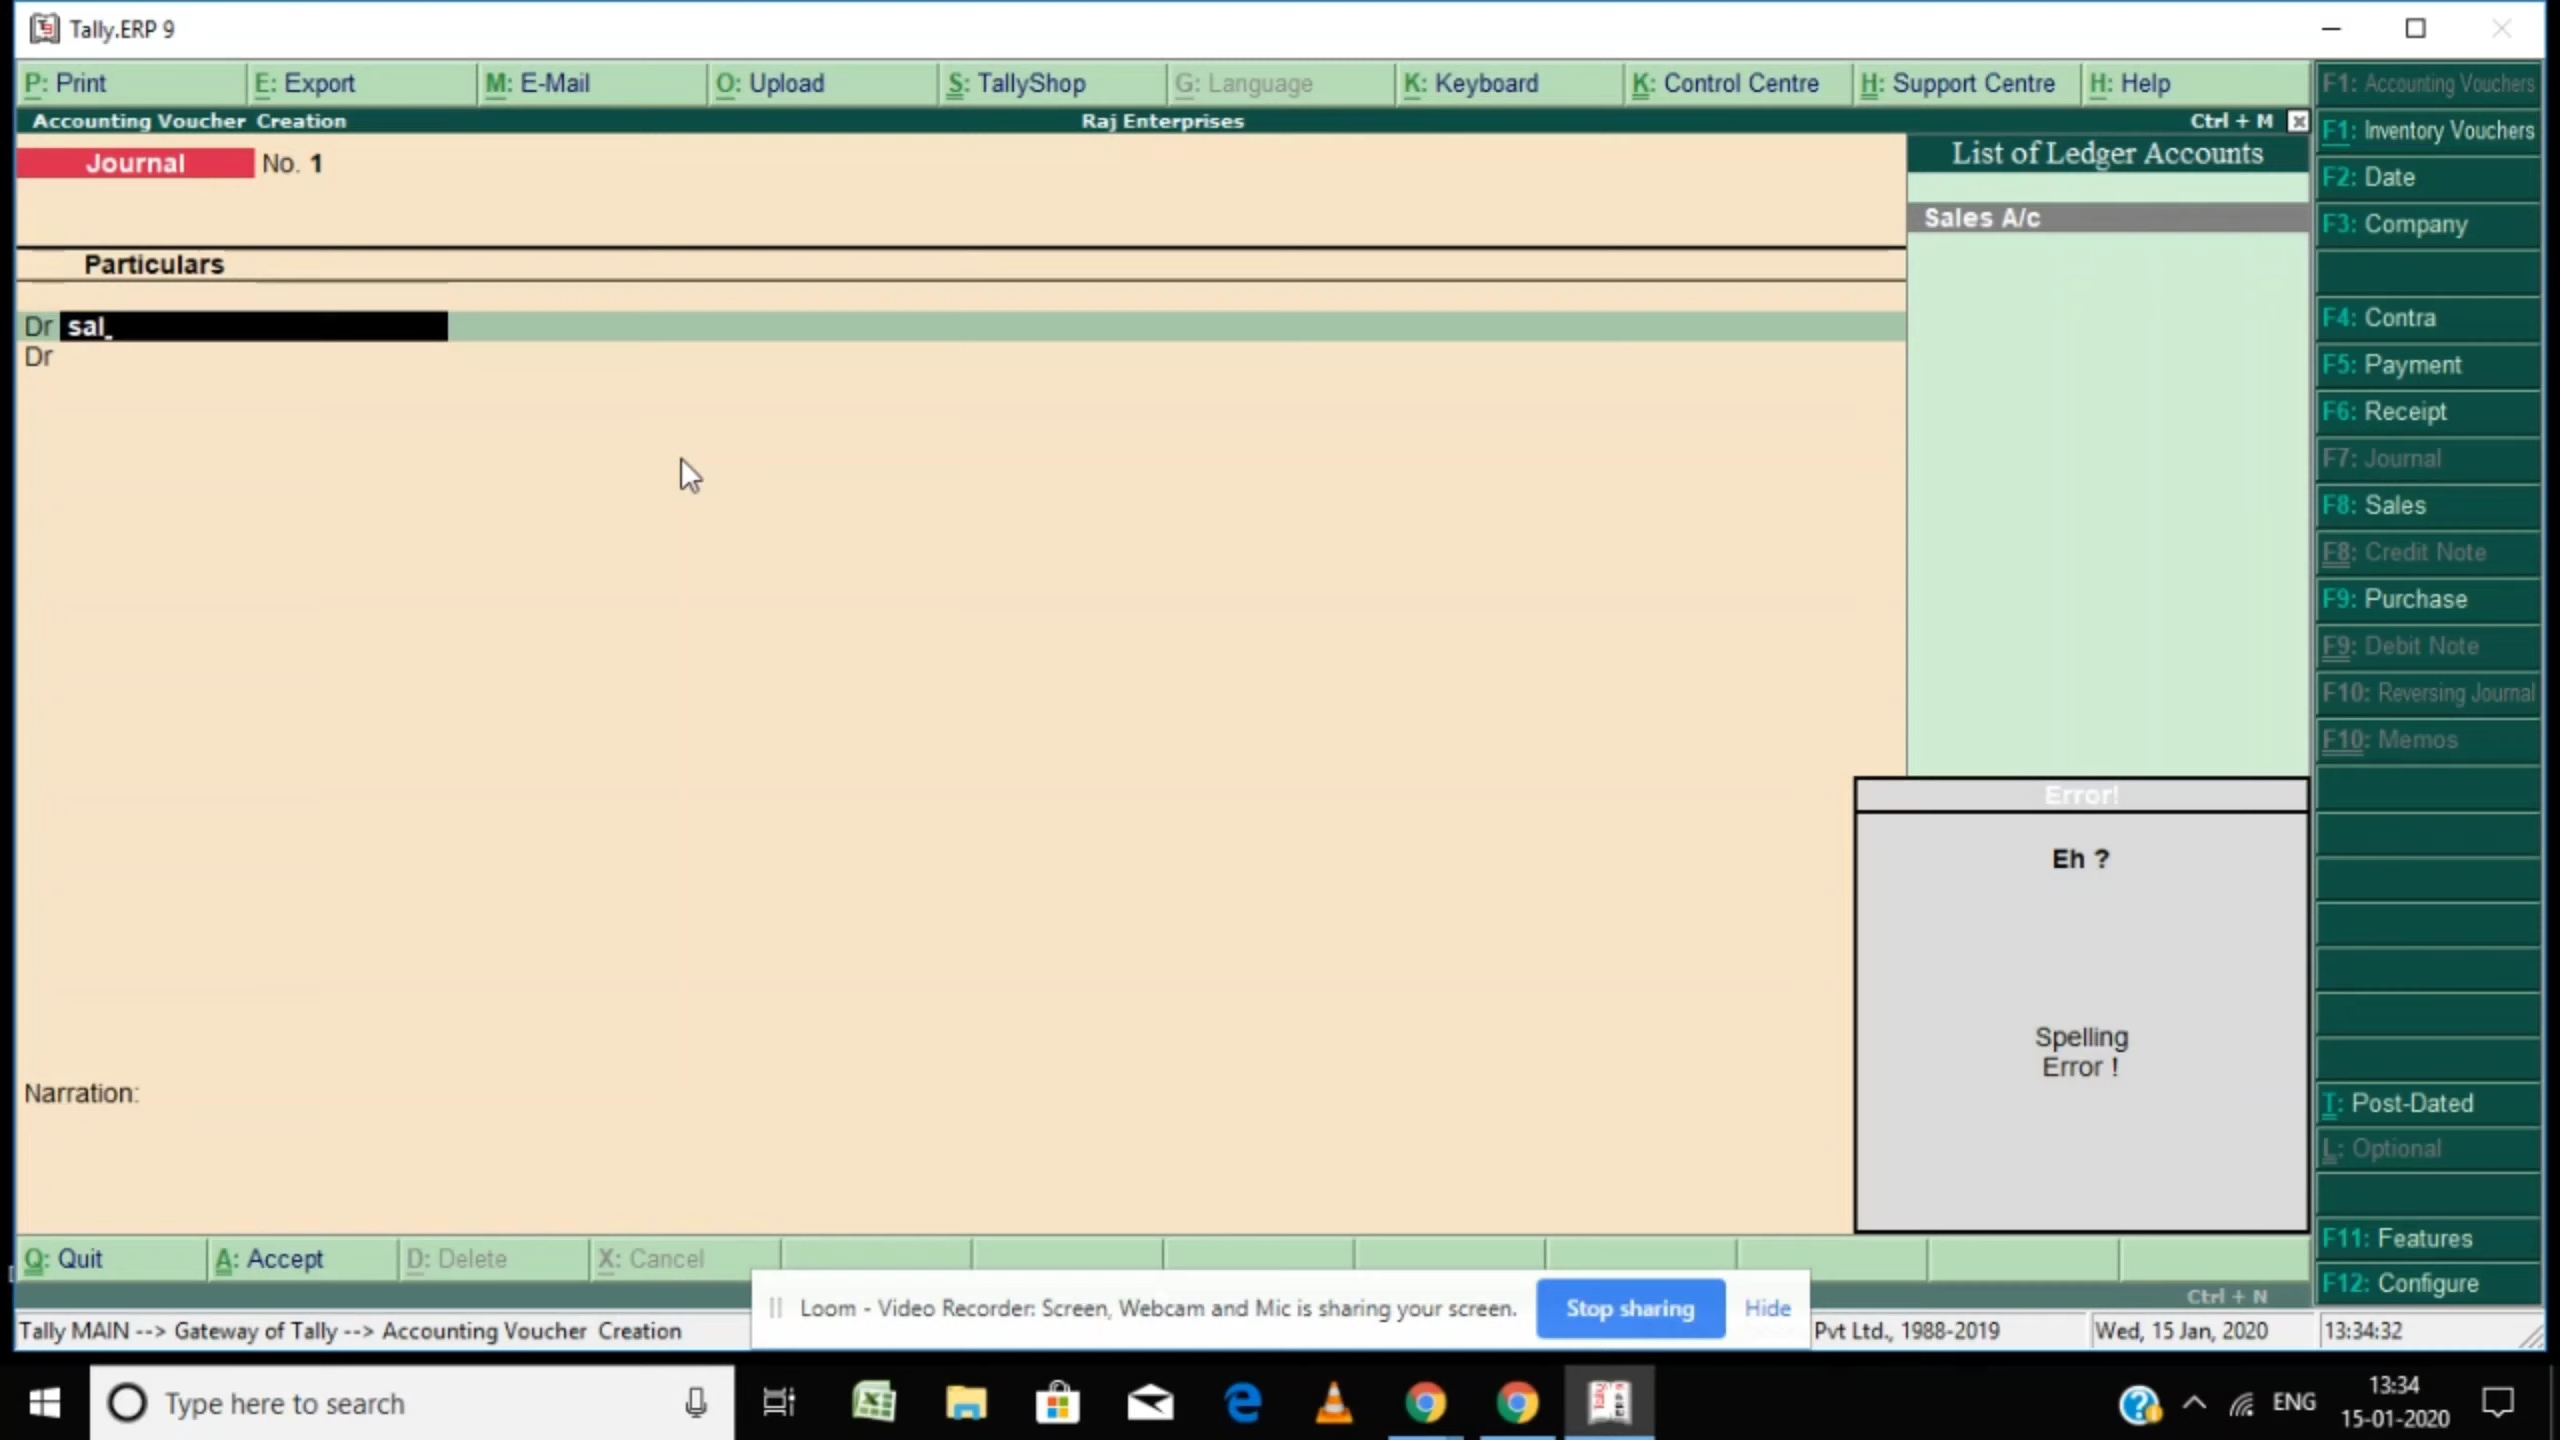 Tally.ERP 9
P: Print
E: Export
M: E-Mail
O: Upload
S: TallyShop
G: Language
K: Keyboard
K: Control Centre
H: Support Centre
H: Help
Accounting Voucher Creation
Raj Enterprises
Ctrl + M
Journal
No. 1
Particulars
Dr sal
Dr
Narration:
List of Ledger Accounts
Sales A/c
Error!
Eh ?
Spelling
Error !
F1: Accounting Vouchers
F1: Inventory Vouchers
F2: Date
F3: Company
F4: Contra
F5: Payment
F6: Receipt
F7: Journal
F8: Sales
F8: Credit Note
F9: Purchase
F9: Debit Note
F10: Reversing Journal
F10: Memos
T: Post-Dated
L: Optional
F11: Features
F12: Configure
Q: Quit
A: Accept
D: Delete
X: Cancel
Ctrl + N
Loom - Video Recorder: Screen, Webcam and Mic is sharing your screen.
Stop sharing
Hide
Tally MAIN --> Gateway of Tally --> Accounting Voucher Creation
Pvt Ltd., 1988-2019
Wed, 15 Jan, 2020
13:34:32
Type here to search
ENG
13:34
15-01-2020